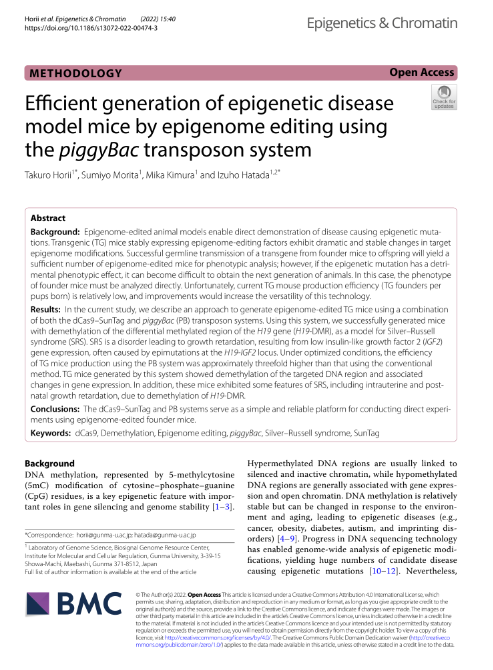 Horii et al. Epigenetics & Chromatin (2022) 15:40
https://doi.org/10.1186/s13072-022-00474-3
Epigenetics & Chromatin
METHODOLOGY
Open Access
Check for
updates
Efficient generation of epigenetic disease
model mice by epigenome editing using
the piggyBac transposon system
Takuro Horii1*, Sumiyo Morita1, Mika Kimura1 and Izuho Hatada1,2*
Abstract
Background: Epigenome-edited animal models enable direct demonstration of disease causing epigenetic muta-
tions. Transgenic (TG) mice stably expressing epigenome-editing factors exhibit dramatic and stable changes in target
epigenome modifications. Successful germline transmission of a transgene from founder mice to offspring will yield a
sufficient number of epigenome-edited mice for phenotypic analysis; however, if the epigenetic mutation has a detri-
mental phenotypic effect, it can become difficult to obtain the next generation of animals. In this case, the phenotype
of founder mice must be analyzed directly. Unfortunately, current TG mouse production efficiency (TG founders per
pups born) is relatively low, and improvements would increase the versatility of this technology.
Results: In the current study, we describe an approach to generate epigenome-edited TG mice using a combination
of both the dCas9–SunTag and piggyBac (PB) transposon systems. Using this system, we successfully generated mice
with demethylation of the differential methylated region of the H19 gene (H19-DMR), as a model for Silver–Russell
syndrome (SRS). SRS is a disorder leading to growth retardation, resulting from low insulin-like growth factor 2 (IGF2)
gene expression, often caused by epimutations at the H19-IGF2 locus. Under optimized conditions, the efficiency
of TG mice production using the PB system was approximately threefold higher than that using the conventional
method. TG mice generated by this system showed demethylation of the targeted DNA region and associated
changes in gene expression. In addition, these mice exhibited some features of SRS, including intrauterine and post-
natal growth retardation, due to demethylation of H19-DMR.
Conclusions: The dCas9–SunTag and PB systems serve as a simple and reliable platform for conducting direct experi-
ments using epigenome-edited founder mice.
Keywords: dCas9, Demethylation, Epigenome editing, piggyBac, Silver–Russell syndrome, SunTag
Background
DNA methylation, represented by 5-methylcytosine
(5mC) modification of cytosine–phosphate–guanine
(CpG) residues, is a key epigenetic feature with impor-
tant roles in gene silencing and genome stability [1–3].
*Correspondence: horii@gunma-u.ac.jp; hatada@gunma-u.ac.jp
1 Laboratory of Genome Science, Biosignal Genome Resource Center,
Institute for Molecular and Cellular Regulation, Gunma University, 3-39-15
Showa-Machi, Maebashi, Gunma 371-8512, Japan
Full list of author information is available at the end of the article
Hypermethylated DNA regions are usually linked to
silenced and inactive chromatin, while hypomethylated
DNA regions are generally associated with gene expres-
sion and open chromatin. DNA methylation is relatively
stable but can be changed in response to the environ-
ment and aging, leading to epigenetic diseases (e.g.,
cancer, obesity, diabetes, autism, and imprinting dis-
orders) [4–9]. Progress in DNA sequencing technology
has enabled genome-wide analysis of epigenetic modi-
fications, yielding huge numbers of candidate disease
causing epigenetic mutations [10–12]. Nevertheless,
BMC
© The Author(s) 2022. Open Access This article is licensed under a Creative Commons Attribution 4.0 International License, which
permits use, sharing, adaptation, distribution and reproduction in any medium or format, as long as you give appropriate credit to the
original author(s) and the source, provide a link to the Creative Commons licence, and indicate if changes were made. The images or
other third party material in this article are included in the article's Creative Commons licence, unless indicated otherwise in a credit line
to the material. If material is not included in the article's Creative Commons licence and your intended use is not permitted by statutory
regulation or exceeds the permitted use, you will need to obtain permission directly from the copyright holder. To view a copy of this
licence, visit http://creativecommons.org/licenses/by/4.0/. The Creative Commons Public Domain Dedication waiver (http://creativeco
mmons.org/publicdomain/zero/1.0/) applies to the data made available in this article, unless otherwise stated in a credit line to the data.